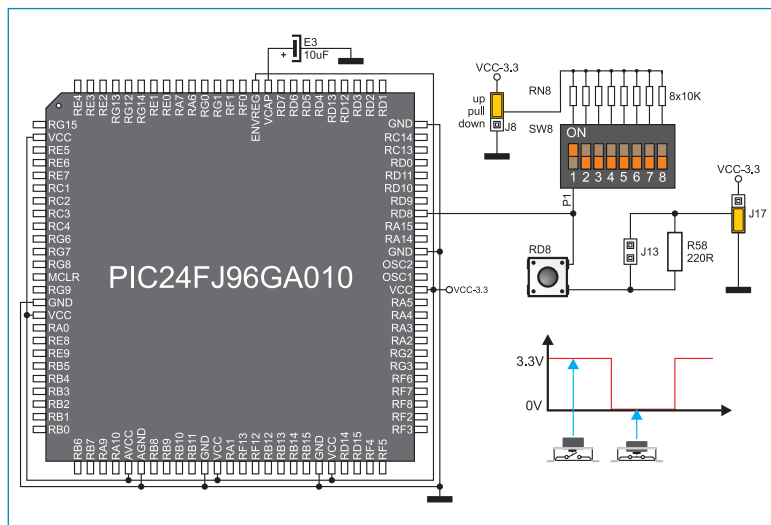 E3
10uF
+
VCC-3.3
RN8
8x10K
up
pull
down
J8
SW8
ON
1 2 3 4 5 6 7 8
P1
VCC-3.3
J17
J13
R58
220R
RD8
RE4
RE3
RE2
RG13
RG12
RG14
RE1
RE0
RA7
RA6
RG0
RG1
RF1
RF0
ENVREG
VCAP
RD7
RD6
RD5
RD4
RD13
RD12
RD3
RD2
RD1
RG15
VCC
RE5
RE6
RE7
RC1
RC2
RC3
RC4
RG6
RG7
RG8
MCLR
RG9
GND
VCC
RA0
RE8
RE9
RB5
RB4
RB3
RB2
RB1
RB0
PIC24FJ96GA010
GND
RC14
RC13
RD0
RD11
RD10
RD9
RD8
RA15
RA14
GND
OSC2
OSC1
VCC
RA5
RA4
RA3
RA2
RG2
RG3
RF6
RF7
RF8
RF2
RF3
VCC-3.3
RB6
RB7
RA9
RA10
AVCC
AGND
RB8
RB9
RB10
RB11
GND
VCC
RA1
RF13
RF12
RB12
RB13
RB14
RB15
GND
VCC
RD14
RD15
RF4
RF5
3.3V
0V